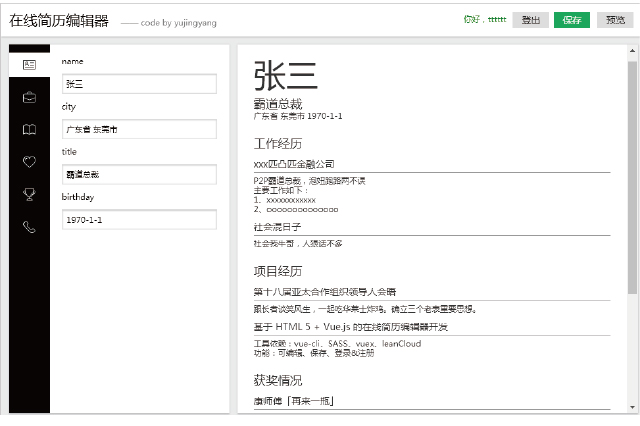 在线简历编辑器 —— code by yujingyang
你好，tttttt 登出 保存 预览
name
张三
city
广东省 东莞市
title
霸道总裁
birthday
1970-1-1
张三
霸道总裁
广东省 东莞市 1970-1-1
工作经历
xxx匹凸匹金融公司
P2P霸道总裁，泡妞跑路两不误
主要工作如下：
1、xxxxxxxxxxxx
2、oooooooooooooo
社会混日子
社会我牛哥，人狠话不多
项目经历
第十八届亚太合作组织领导人会晤
跟长者谈笑风生，一起吃华莱士炸鸡。确立三个老表重要思想。
基于 HTML 5 + Vue.js 的在线简历编辑器开发
工具依赖：vue-cli、SASS、vuex、leanCloud
功能：可编辑、保存、登录&注册
获奖情况
康师傅「再来一瓶」